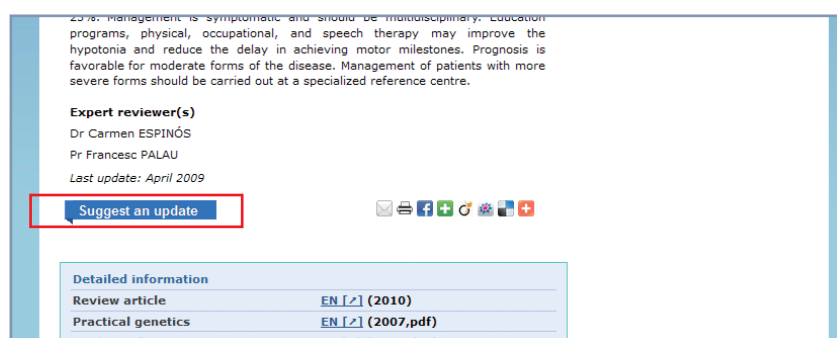 25%. Management is symptomatic and should be multidisciplinary. Education
programs, physical, occupational, and speech therapy may improve the
hypotonia and reduce the delay in achieving motor milestones. Prognosis is
favorable for moderate forms of the disease. Management of patients with more
severe forms should be carried out at a specialized reference centre.
Expert reviewer(s)
Dr Carmen ESPINÓS
Pr Francesc PALAU
Last update: April 2009
Suggest an update
Detailed information
Review article EN [↗] (2010)
Practical genetics EN [↗] (2007,pdf)